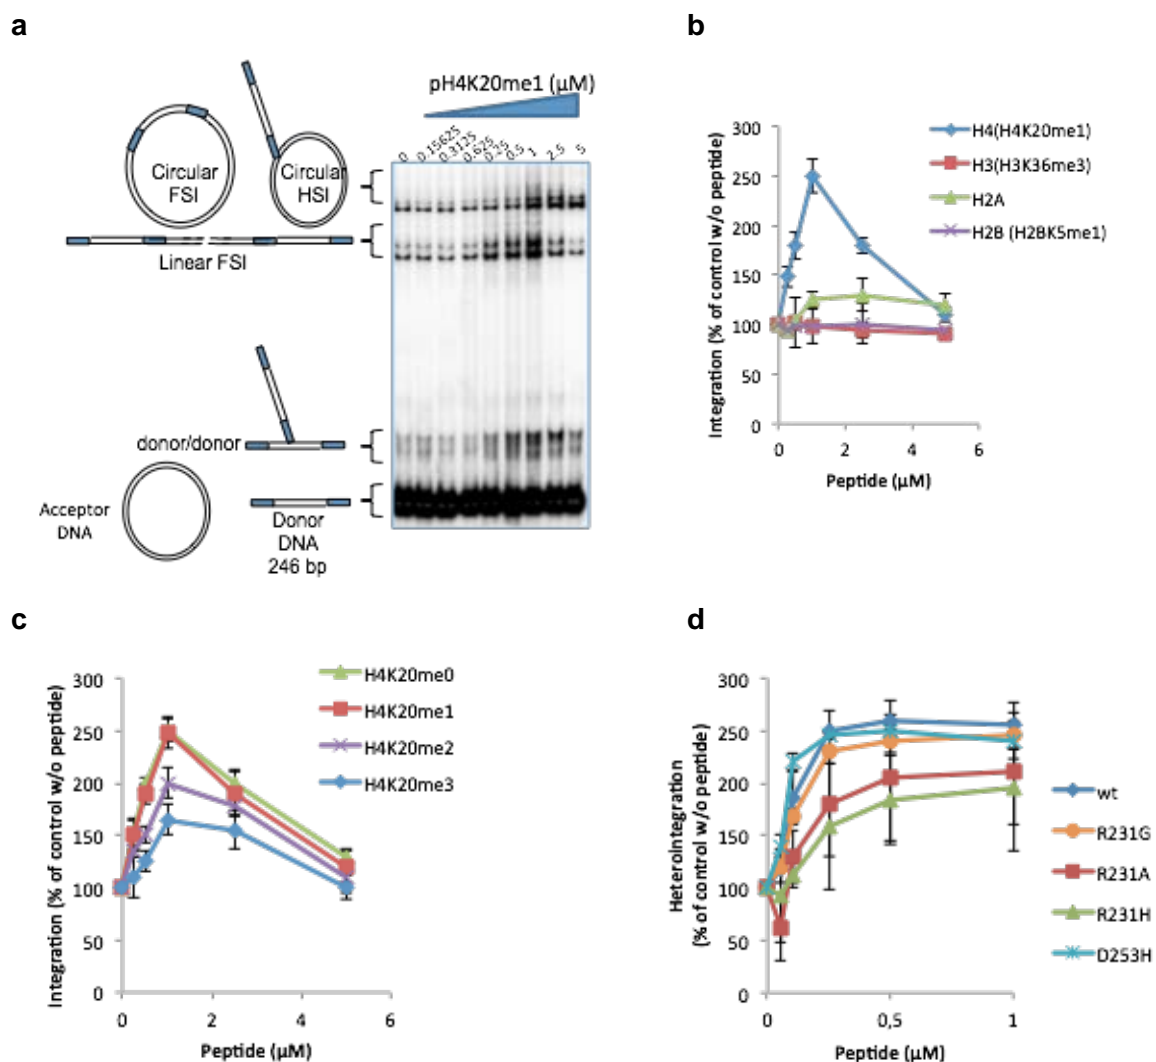 a
pH4K20me1 (µM)
0 0.15625 0.3125 0.625 0.25 0.5 1 2.5 5
Circular FSI
Circular HSI
Linear FSI
donor/donor
Acceptor DNA
Donor DNA 246 bp
b
Integration (% of control w/o peptide)
300
250
200
150
100
50
0
0 2 4 6
Peptide (µM)
H4(H4K20me1)
H3(H3K36me3)
H2A
H2B (H2BK5me1)
c
Integration (% of control w/o peptide)
300
250
200
150
100
50
0
0 2 4 6
Peptide (µM)
H4K20me0
H4K20me1
H4K20me2
H4K20me3
d
Heterointegration
(% of control w/o peptide)
300
250
200
150
100
50
0
0 0,5 1
Peptide (µM)
wt
R231G
R231A
R231H
D253H